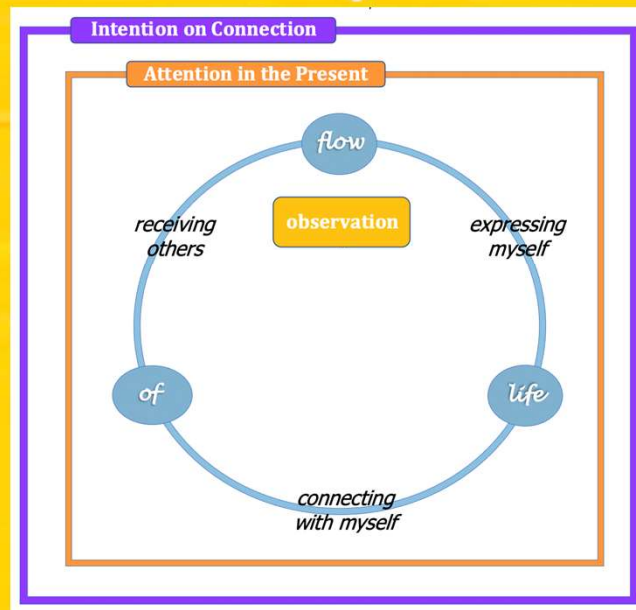 Intention on Connection
Attention in the Present
flow
observation
receiving
others
expressing
myself
of
life
connecting
with myself